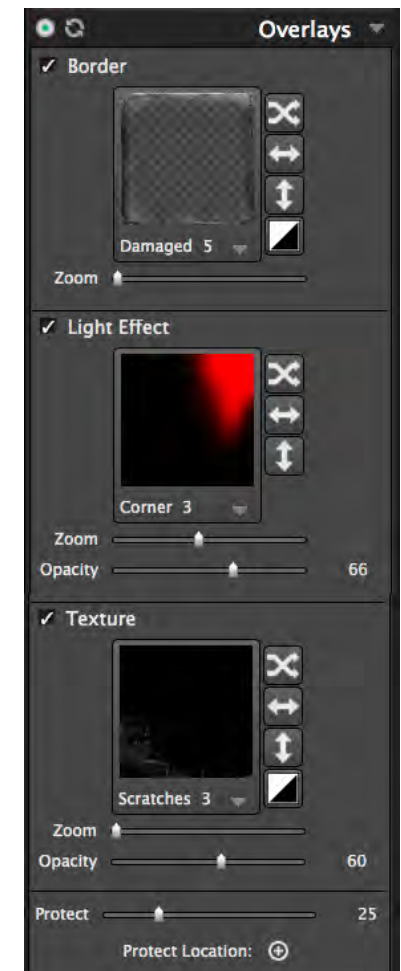 Overlays
Border
Damaged 5
Zoom
Light Effect
Corner 3
Zoom
Opacity 66
Texture
Scratches 3
Zoom
Opacity 60
Protect 25
Protect Location: